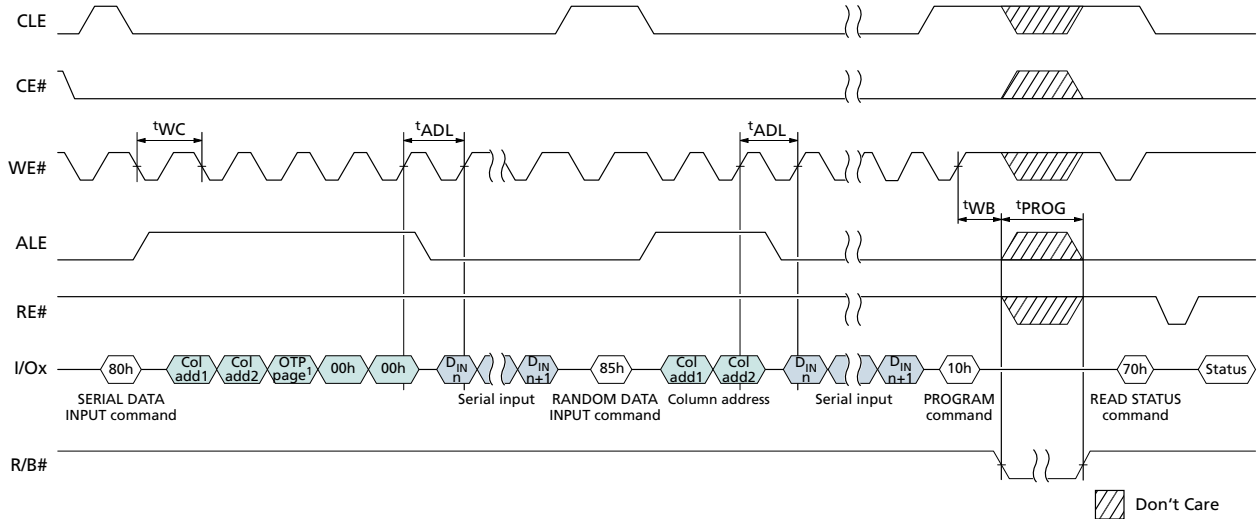 CLE
CE#
tWC
tADL
tADL
WE#
tWB
tPROG
ALE
RE#
I/Ox
80h
Col add1
Col add2
OTP page1
00h
00h
DIN n
DIN n+1
85h
Col add1
Col add2
DIN n
DIN n+1
10h
70h
Status
SERIAL DATA INPUT command
Serial input
RANDOM DATA INPUT command
Column address
Serial input
PROGRAM command
READ STATUS command
R/B#
Don't Care